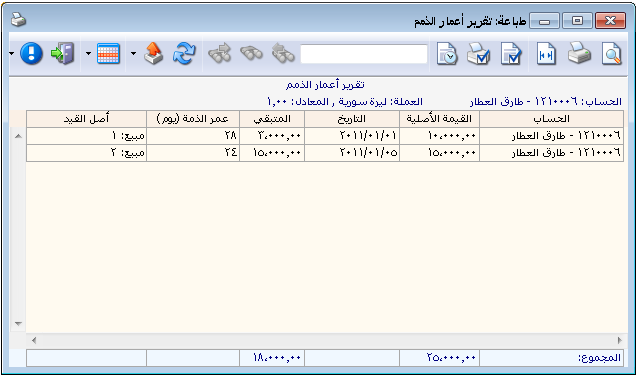 طباعة: تقرير أعمار الذمم
تقرير أعمار الذمم
الحساب: ١٢١٠٠٠٦ - طارق العطار العملة: ليرة سورية , المعادل: ١,٠٠
الحساب القيمة الأصلية التاريخ المتبقي عمر الذمة (يوم) أصل القيد
١٢١٠٠٠٦ - طارق العطار ١٠,٠٠٠,٠٠ ٢٠١١/٠١/٠١ ٣,٠٠٠,٠٠ ٢٨ مبيع: ١
١٢١٠٠٠٦ - طارق العطار ١٥,٠٠٠,٠٠ ٢٠١١/٠١/٠٥ ١٥,٠٠٠,٠٠ ٢٤ مبيع: ٢
المجموع: ٢٥,٠٠٠,٠٠ ١٨,٠٠٠,٠٠